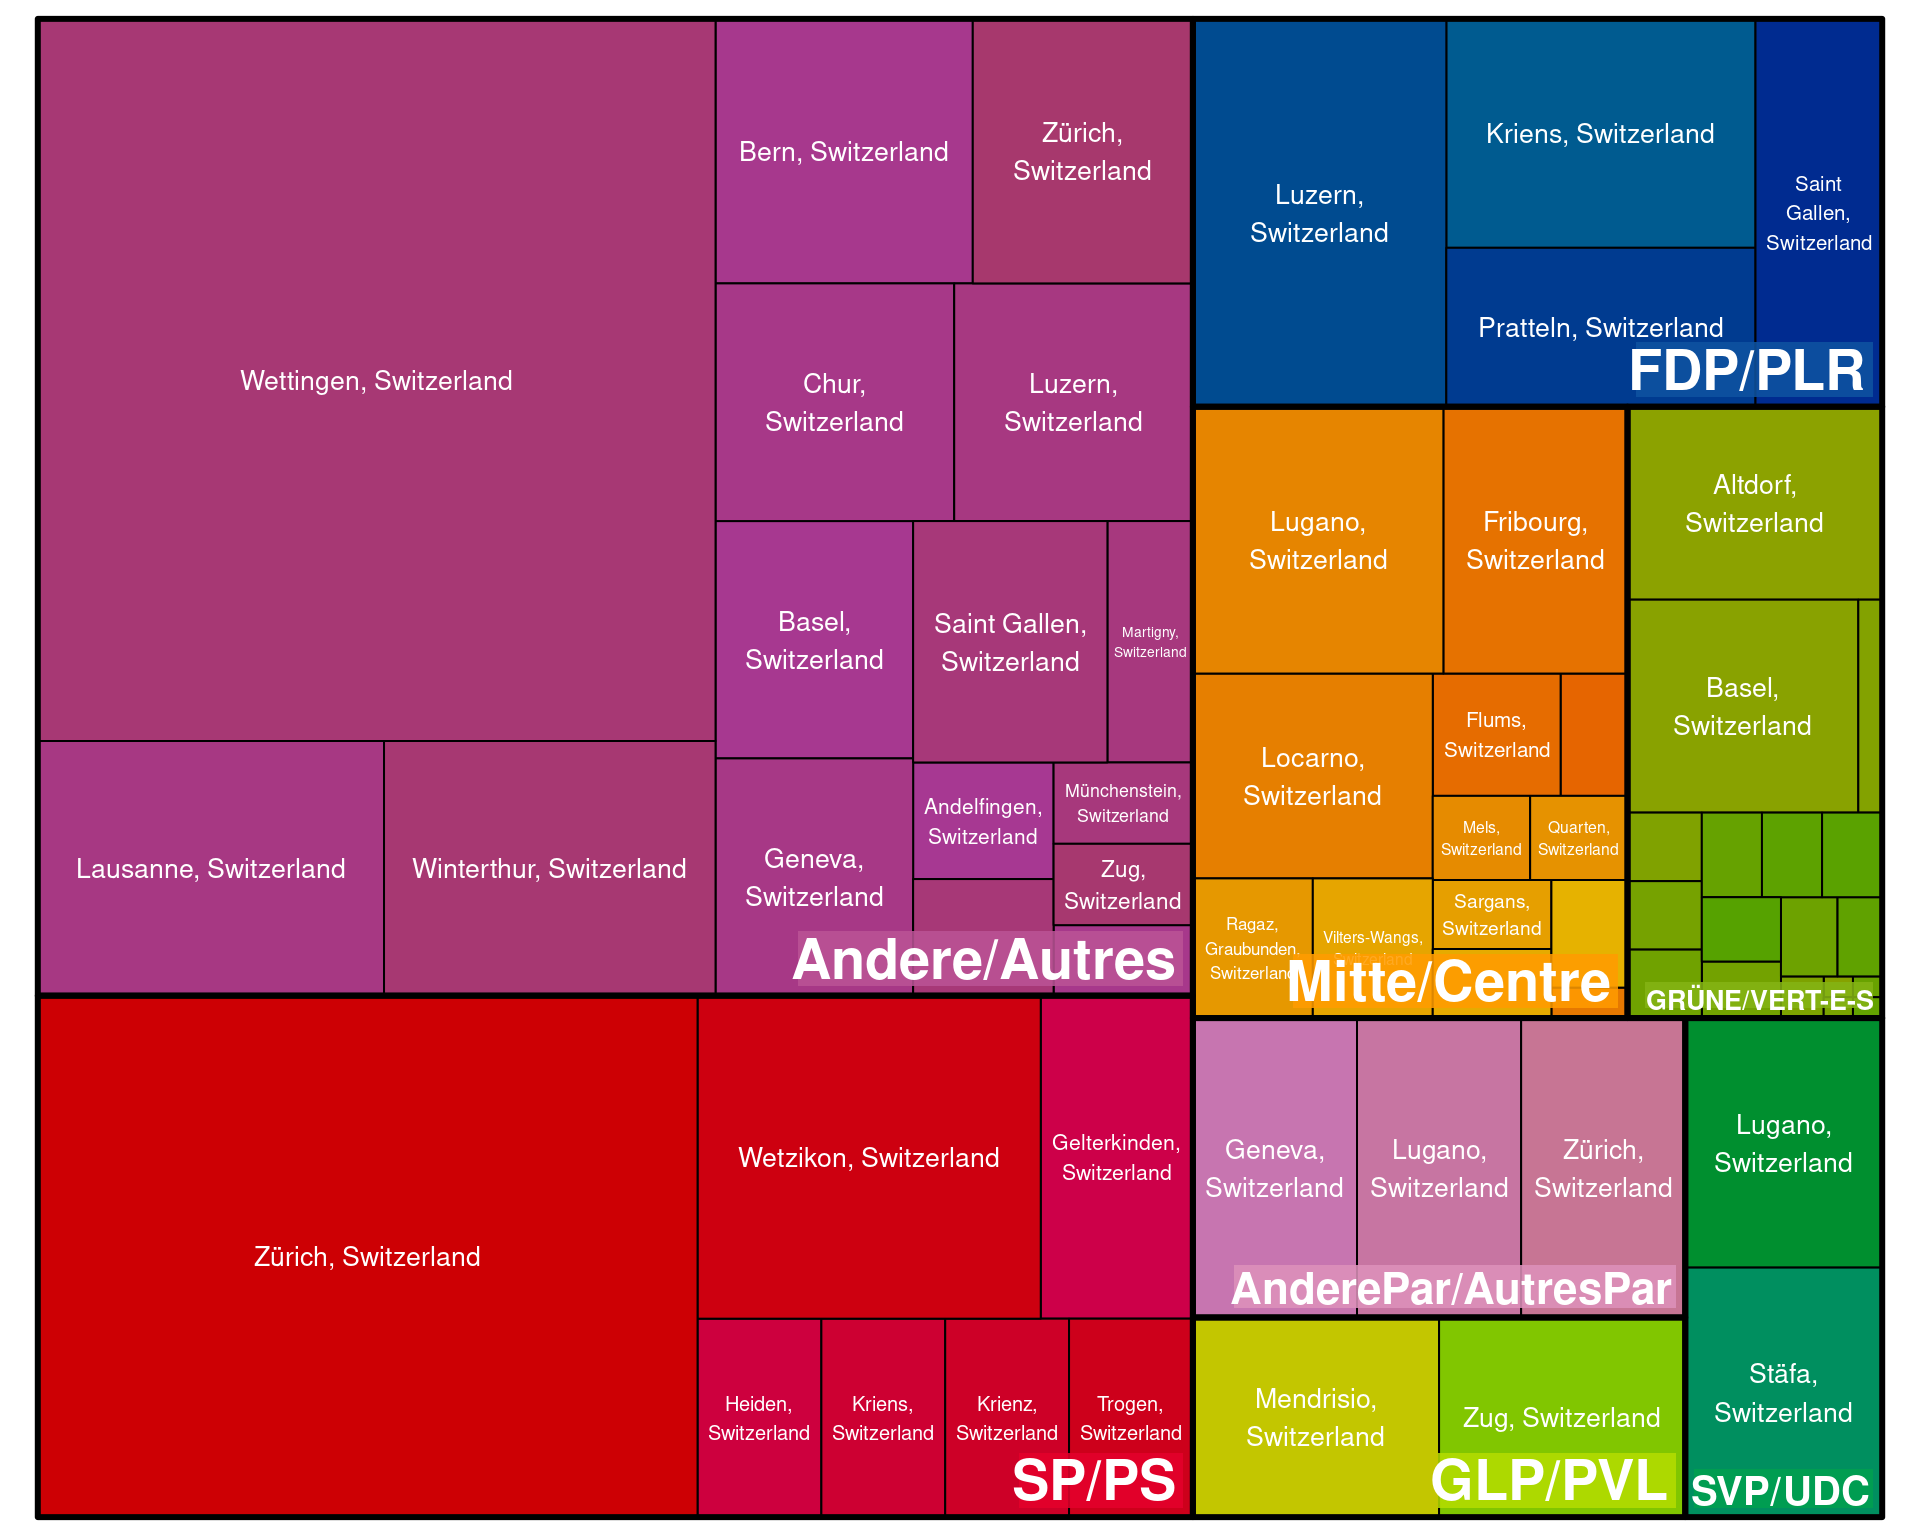 Wettingen, Switzerland
Bern, Switzerland
Zürich,
Switzerland
Chur,
Switzerland
Luzern,
Switzerland
Basel,
Switzerland
Saint Gallen,
Switzerland
Martigny,
Switzerland
Lausanne, Switzerland
Winterthur, Switzerland
Geneva,
Switzerland
Andelfingen,
Switzerland
Münchenstein,
Switzerland
Zug,
Switzerland
Andere/Autres
Zürich, Switzerland
Wetzikon, Switzerland
Gelterkinden,
Switzerland
Heiden,
Switzerland
Kriens,
Switzerland
Krienz,
Switzerland
Trogen,
Switzerland
SP/PS
Luzern,
Switzerland
Kriens, Switzerland
Saint
Gallen,
Switzerland
Pratteln, Switzerland
FDP/PLR
Lugano,
Switzerland
Fribourg,
Switzerland
Locarno,
Switzerland
Flums,
Switzerland
Mels,
Switzerland
Quarten,
Switzerland
Ragaz,
Graubunden,
Switzerland
Vilters-Wangs,
Switzerland
Sargans,
Switzerland
Mitte/Centre
Altdorf,
Switzerland
Basel,
Switzerland
GRÜNE/VERT-E-S
Geneva,
Switzerland
Lugano,
Switzerland
Zürich,
Switzerland
AnderePar/AutresPar
Lugano,
Switzerland
Stäfa,
Switzerland
SVP/UDC
Mendrisio,
Switzerland
Zug, Switzerland
GLP/PVL